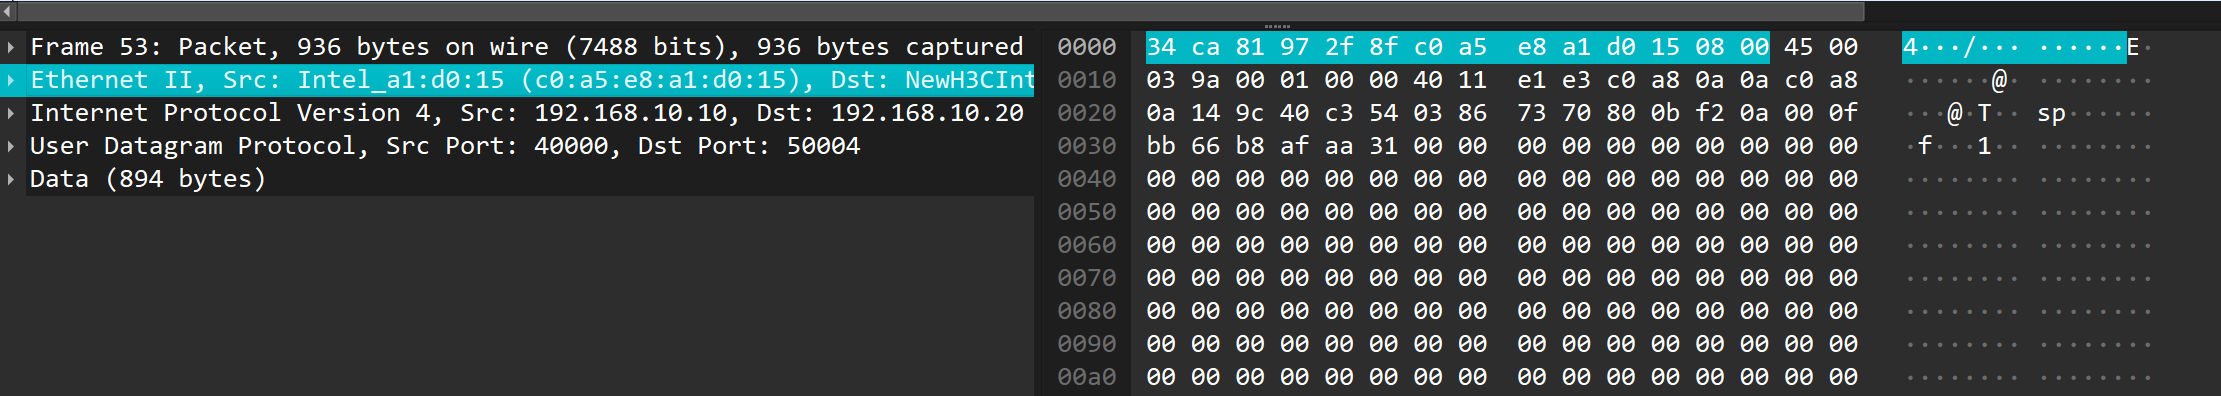 Frame 53: Packet, 936 bytes on wire (7488 bits), 936 bytes captured
Ethernet II, Src: Intel_a1:d0:15 (c0:a5:e8:a1:d0:15), Dst: NewH3CInt
Internet Protocol Version 4, Src: 192.168.10.10, Dst: 192.168.10.20
User Datagram Protocol, Src Port: 40000, Dst Port: 50004
Data (894 bytes)
0000 34 ca 81 97 2f 8f c0 a5 e8 a1 d0 15 08 00 45 00 4···/··· ······E·
0010 03 9a 00 01 00 00 40 11 e1 e3 c0 a8 0a 0a c0 a8 ······@· ········
0020 0a 14 9c 40 c3 54 03 86 73 70 80 0b f2 0a 00 0f ···@·T·· sp······
0030 bb 66 b8 af aa 31 00 00 00 00 00 00 00 00 00 00 ·f···1·· ········
0040 00 00 00 00 00 00 00 00 00 00 00 00 00 00 00 00 ········ ········
0050 00 00 00 00 00 00 00 00 00 00 00 00 00 00 00 00 ········ ········
0060 00 00 00 00 00 00 00 00 00 00 00 00 00 00 00 00 ········ ········
0070 00 00 00 00 00 00 00 00 00 00 00 00 00 00 00 00 ········ ········
0080 00 00 00 00 00 00 00 00 00 00 00 00 00 00 00 00 ········ ········
0090 00 00 00 00 00 00 00 00 00 00 00 00 00 00 00 00 ········ ········
00a0 00 00 00 00 00 00 00 00 00 00 00 00 00 00 00 00 ········ ········